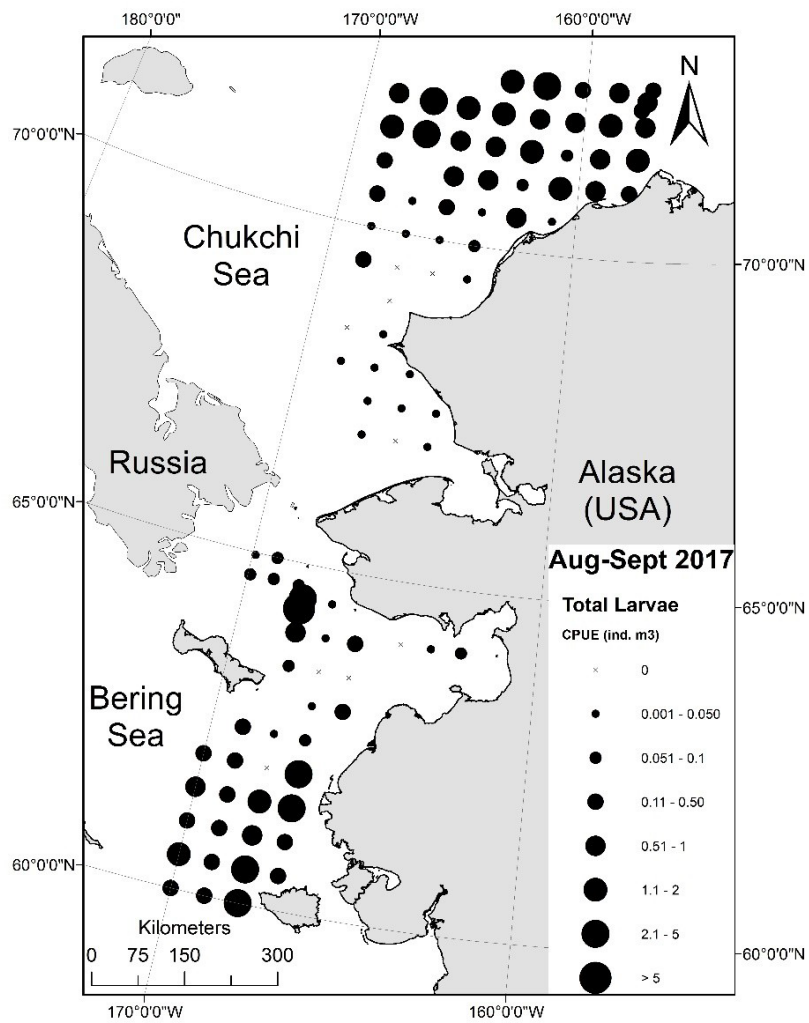 180°0'0"
170°0'0"W
160°0'0"W
N
70°0'0"N
Chukchi
Sea
70°0'0"N
Russia
Alaska
(USA)
65°0'0"N
Aug-Sept 2017
Total Larvae
65°0'0"N
CPUE (ind. m3)
0
Bering
Sea
0.001 - 0.050
0.051 - 0.1
0.11 - 0.50
0.51 - 1
60°0'0"N
1.1 - 2
Kilometers
2.1 - 5
0 75 150 300
60°0'0"N
> 5
170°0'0"W
160°0'0"W